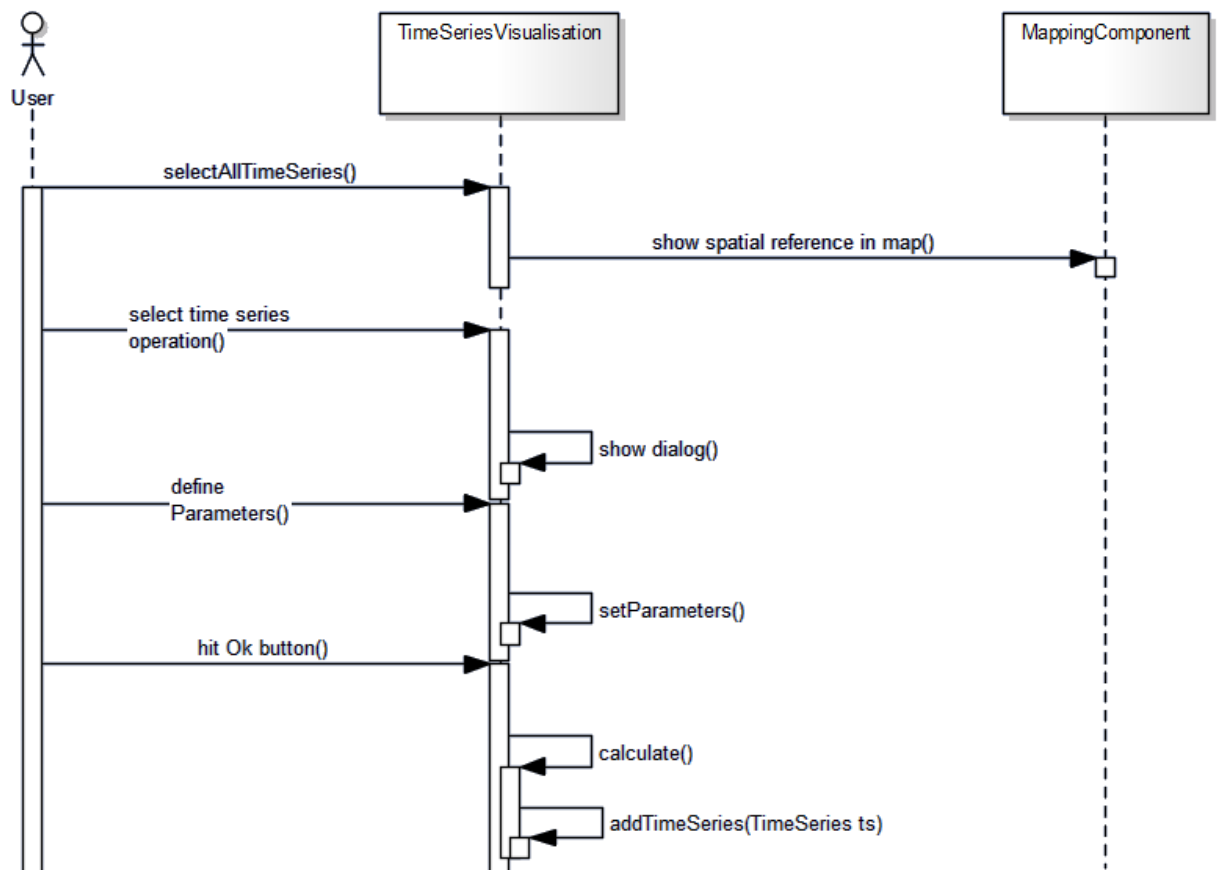 TimeSeriesVisualisation
MappingComponent
User
selectAllTimeSeries()
show spatial reference in map()
select time series
operation()
show dialog()
define
Parameters()
setParameters()
hit Ok button()
calculate()
addTimeSeries(TimeSeries ts)